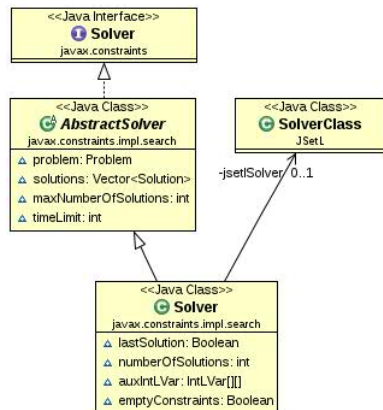 <<Java Interface>>
Solver
javax.constraints
<<Java Class>>
AbstractSolver
javax.constraints.impl.search
problem: Problem
solutions: Vector<Solution>
maxNumberOfSolutions: int
timeLimit: int
<<Java Class>>
SolverClass
JSetL
-jsetlSolver 0..1
<<Java Class>>
Solver
javax.constraints.impl.search
lastSolution: Boolean
numberOfSolutions: int
auxIntLVar: IntLVar[][]
emptyConstraints: Boolean